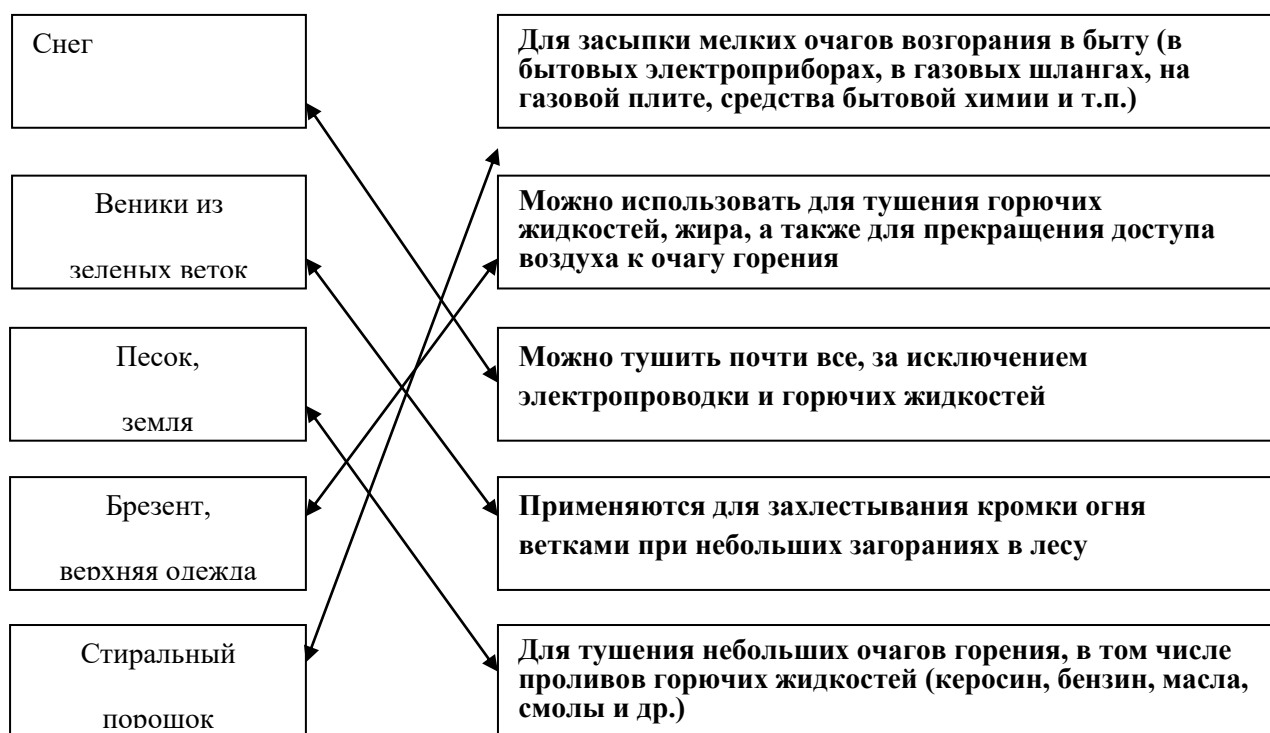 Снег
Для засыпки мелких очагов возгорания в быту (в
бытовых электроприборах, в газовых шлангах, на
газовой плите, средства бытовой химии и т.п.)
Веники из
зеленых веток
Можно использовать для тушения горючих
жидкостей, жира, а также для прекращения доступа
воздуха к очагу горения
Песок,
земля
Можно тушить почти все, за исключением
электропроводки и горючих жидкостей
Брезент,
верхняя одежда
Применяются для захлестывания кромки огня
ветками при небольших загораниях в лесу
Стиральный
порошок
Для тушения небольших очагов горения, в том числе
проливов горючих жидкостей (керосин, бензин, масла,
смолы и др.)